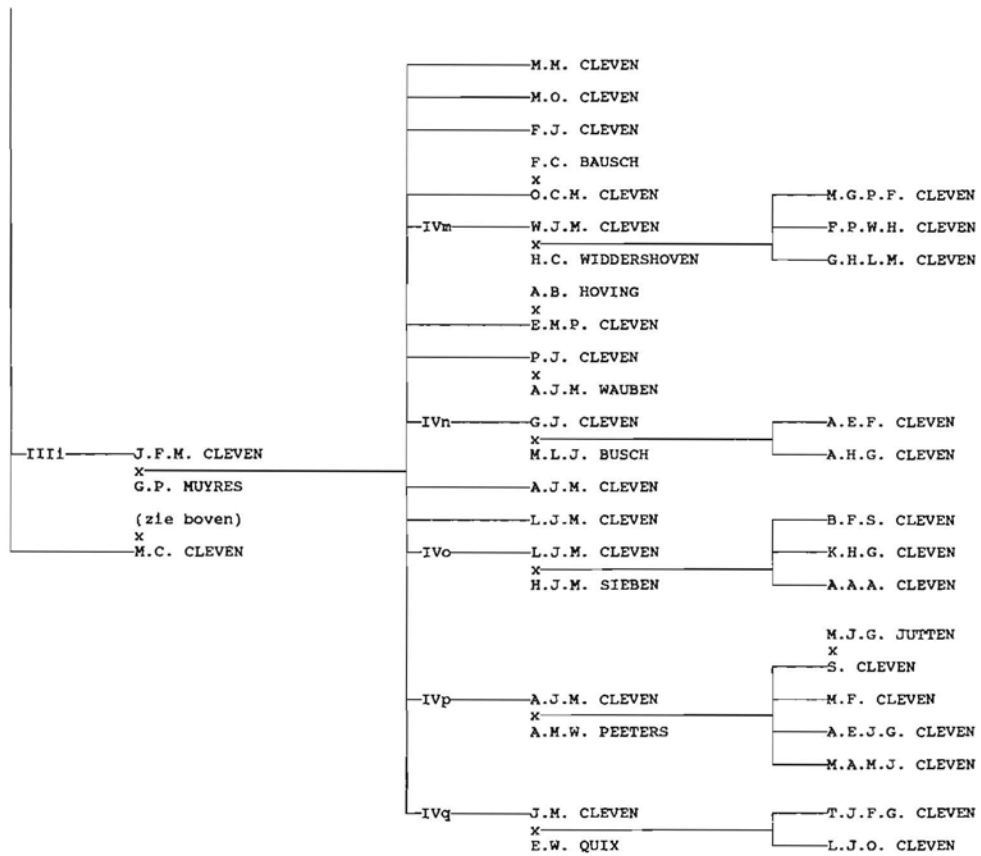 M.M. CLEVEN
M.O. CLEVEN
F.J. CLEVEN
F.C. BAUSCH
x
O.C.M. CLEVEN M.G.P.F. CLEVEN
IVm W.J.M. CLEVEN F.P.W.H. CLEVEN
x
H.C. WIDDERSHOVEN G.H.L.M. CLEVEN
A.B. HOVING
x
E.M.P. CLEVEN
P.J. CLEVEN
x
A.J.M. WAUBEN
IVn G.J. CLEVEN A.E.F. CLEVEN
x
IIIi J.F.M. CLEVEN M.L.J. BUSCH A.H.G. CLEVEN
x
G.P. MUYRES A.J.M. CLEVEN
(zie boven) L.J.M. CLEVEN B.F.S. CLEVEN
x
M.C. CLEVEN IVo L.J.M. CLEVEN K.H.G. CLEVEN
x
H.J.M. SIEBEN A.A.A. CLEVEN
M.J.G. JUTTEN
x
S. CLEVEN
IVp A.J.M. CLEVEN M.F. CLEVEN
x
A.M.W. PEETERS A.E.J.G. CLEVEN
M.A.M.J. CLEVEN
IVq J.M. CLEVEN T.J.F.G. CLEVEN
x
E.W. QUIX L.J.O. CLEVEN